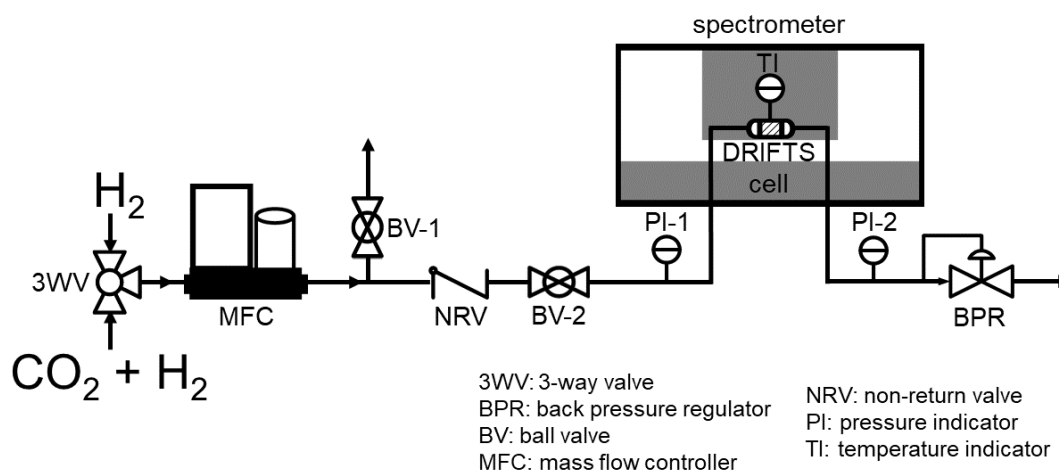 spectrometer
TI
DRIFTS
cell
H₂
BV-1
PI-1
PI-2
3WV
MFC
NRV
BV-2
BPR
CO₂ + H₂
3WV: 3-way valve
BPR: back pressure regulator
BV: ball valve
MFC: mass flow controller
NRV: non-return valve
PI: pressure indicator
TI: temperature indicator